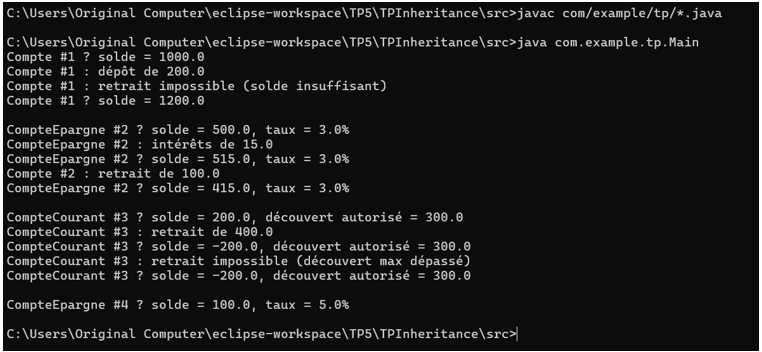 C:\Users\Original Computer\eclipse-workspace\TP5\TPInheritance\src>javac com/example/tp/*.java
C:\Users\Original Computer\eclipse-workspace\TP5\TPInheritance\src>java com.example.tp.Main
Compte #1 ? solde = 1000.0
Compte #1 : dépôt de 200.0
Compte #1 : retrait impossible (solde insuffisant)
Compte #1 ? solde = 1200.0
CompteEpargne #2 ? solde = 500.0, taux = 3.0%
CompteEpargne #2 : intérêts de 15.0
CompteEpargne #2 ? solde = 515.0, taux = 3.0%
Compte #2 : retrait de 100.0
CompteEpargne #2 ? solde = 415.0, taux = 3.0%
CompteCourant #3 ? solde = 200.0, découvert autorisé = 300.0
CompteCourant #3 : retrait de 400.0
CompteCourant #3 ? solde = -200.0, découvert autorisé = 300.0
CompteCourant #3 : retrait impossible (découvert max dépassé)
CompteCourant #3 ? solde = -200.0, découvert autorisé = 300.0
CompteEpargne #4 ? solde = 100.0, taux = 5.0%
C:\Users\Original Computer\eclipse-workspace\TP5\TPInheritance\src>